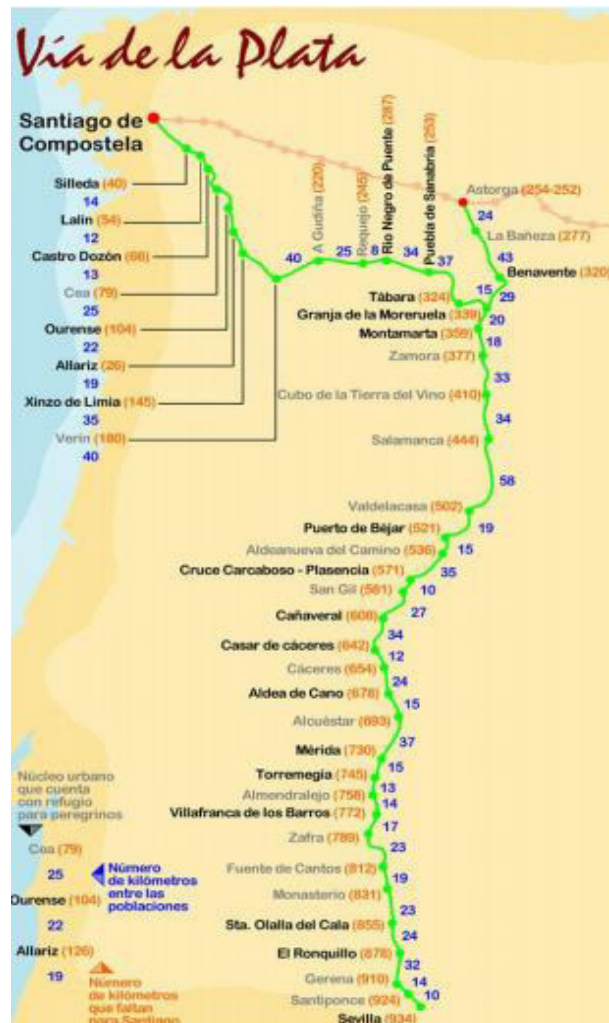 Vía de la Plata
Santiago de
Compostela
Silleda (40)
14
Lalín (54)
12
Castro Dozón (66)
13
Cea (79)
25
Ourense (104)
22
Allariz (26)
19
Xinzo de Limia (145)
35
Verín (180)
40
40
A Gudiña (220)
25
Requejo (245)
8
Rio Negro de Puente (287)
34
Puebla de Sanabria (253)
37
Astorga (254-252)
24
La Bañeza (277)
43
Benavente (320)
29
Tábara (324)
15
Granja de la Moreruela (339)
20
Montamarta (359)
18
Zamora (377)
33
Cubo de la Tierra del Vino (410)
34
Salamanca (444)
58
Valdelacasa (502)
19
Puerto de Béjar (521)
15
Aldeanueva del Camino (536)
35
Cruce Carcaboso - Plasencia (571)
10
San Gil (581)
27
Cañaveral (608)
34
Casar de cáceres (642)
12
Cáceres (654)
24
Aldea de Cano (678)
15
Alcuéstar (693)
37
Mérida (730)
15
Torremegia (745)
13
Almendralejo (758)
14
Villafranca de los Barros (772)
17
Zafra (789)
23
Fuente de Cantos (812)
19
Monasterio (831)
23
Sta. Olalla del Cala (855)
24
El Ronquillo (878)
32
Gerena (910)
14
Santiponce (924)
10
Sevilla (934)
Núcleo urbano
que cuenta
con refugio
para peregrinos
Cea (79)
25
Número
de kilómetros
entre las
poblaciones
Ourense (104)
22
Allariz (126)
19
Número
de kilómetros
que faltan
para Santiago